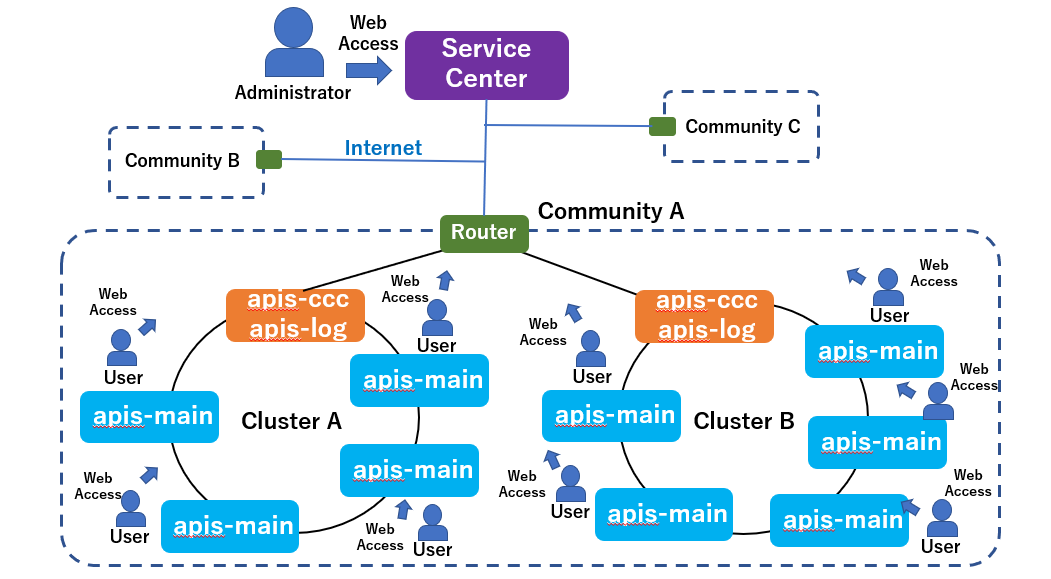 Web
Access
Service
Center
Administrator
Community C
Community B
Internet
Community A
Router
Web
Access
User
apis-ccc
apis-log
Web
Access
User
apis-main
apis-main
Cluster A
apis-main
Web
Access
User
apis-main
Web
Access
User
Web
Access
User
apis-ccc
apis-log
Web
Access
User
apis-main
Web
Access
apis-main
Cluster B
apis-main
Web
Access
User
apis-main
apis-main
Web
Access
User